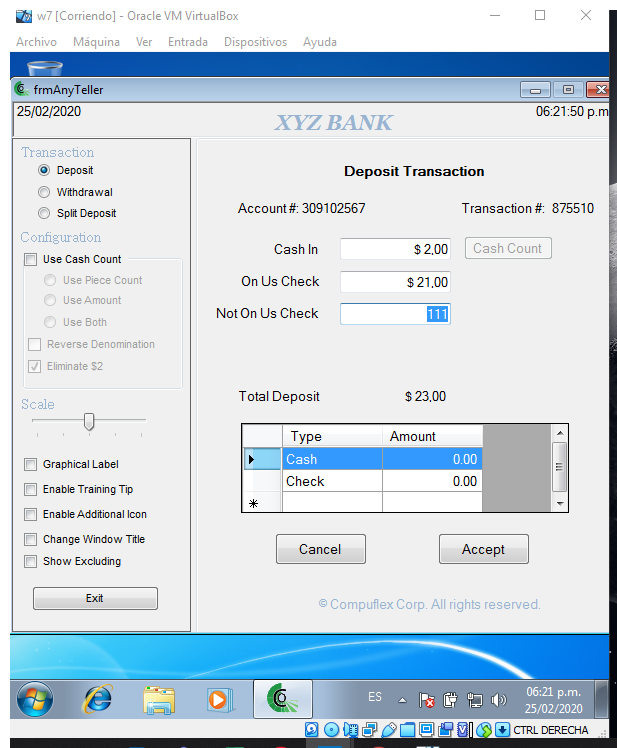 w7 [Corriendo] - Oracle VM VirtualBox
Archivo Máquina Ver Entrada Dispositivos Ayuda
frmAnyTeller
25/02/2020
XYZ BANK
06:21:50 p.m
Transaction
Deposit
Withdrawal
Split Deposit
Configuration
Use Cash Count
Use Piece Count
Use Amount
Use Both
Reverse Denomination
Eliminate $2
Scale
Graphical Label
Enable Training Tip
Enable Additional Icon
Change Window Title
Show Excluding
Exit
Deposit Transaction
Account #: 309102567 Transaction #: 875510
Cash In $ 2,00 Cash Count
On Us Check $ 21,00
Not On Us Check 111
Total Deposit $ 23,00
Type Amount
Cash 0.00
Check 0.00
Cancel Accept
© Compuflex Corp. All rights reserved.
ES
06:21 p.m.
25/02/2020
CTRL DERECHA